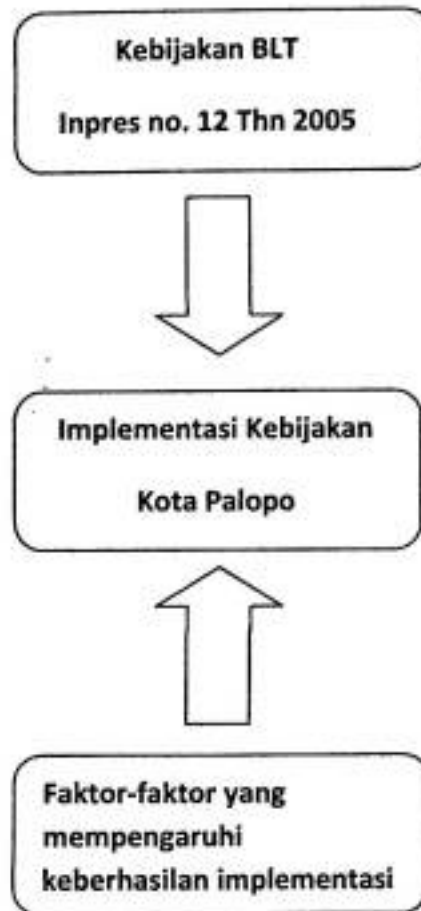 Kebijakan BLT
Inpres no. 12 Thn 2005
Implementasi Kebijakan
Kota Palopo
Faktor-faktor yang
mempengaruhi
keberhasilan implementasi